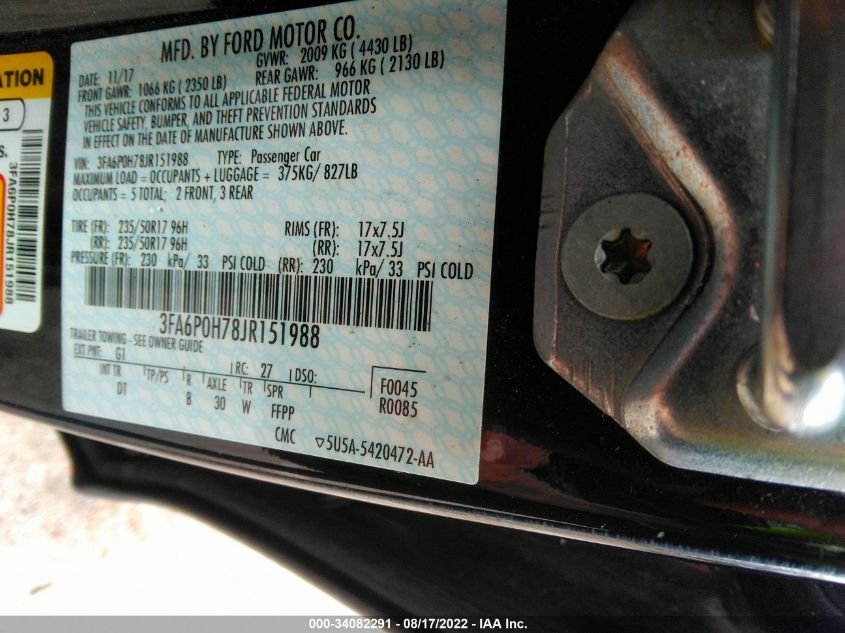 ATION
3
S.
3FA6P0H78JR151988
MFD. BY FORD MOTOR CO.
DATE: 11/17 GVWR: 2009 KG ( 4430 LB)
FRONT GAWR: 1066 KG ( 2350 LB) REAR GAWR: 966 KG ( 2130 LB)
THIS VEHICLE CONFORMS TO ALL APPLICABLE FEDERAL MOTOR
VEHICLE SAFETY, BUMPER, AND THEFT PREVENTION STANDARDS
IN EFFECT ON THE DATE OF MANUFACTURE SHOWN ABOVE.
VIN: 3FA6P0H78JR151988 TYPE: Passenger Car
MAXIMUM LOAD = OCCUPANTS + LUGGAGE = 375KG/ 827LB
OCCUPANTS = 5 TOTAL; 2 FRONT, 3 REAR
TIRE (FR): 235/50R17 96H RIMS (FR): 17x7.5J
(RR): 235/50R17 96H (RR): 17x7.5J
PRESSURE (FR): 230 kPa/ 33 PSI COLD (RR): 230 kPa/ 33 PSI COLD
3FA6P0H78JR151988
TRAILER TOWING - SEE OWNER GUIDE
EXT PNT: G1 RC: 27 DSO: F0045
INT TR TP/PS R AXLE TR SPR R0085
DT B 30 W FFPP
CMC ▽5U5A-5420472-AA
000-34082291 - 08/17/2022 - IAA Inc.